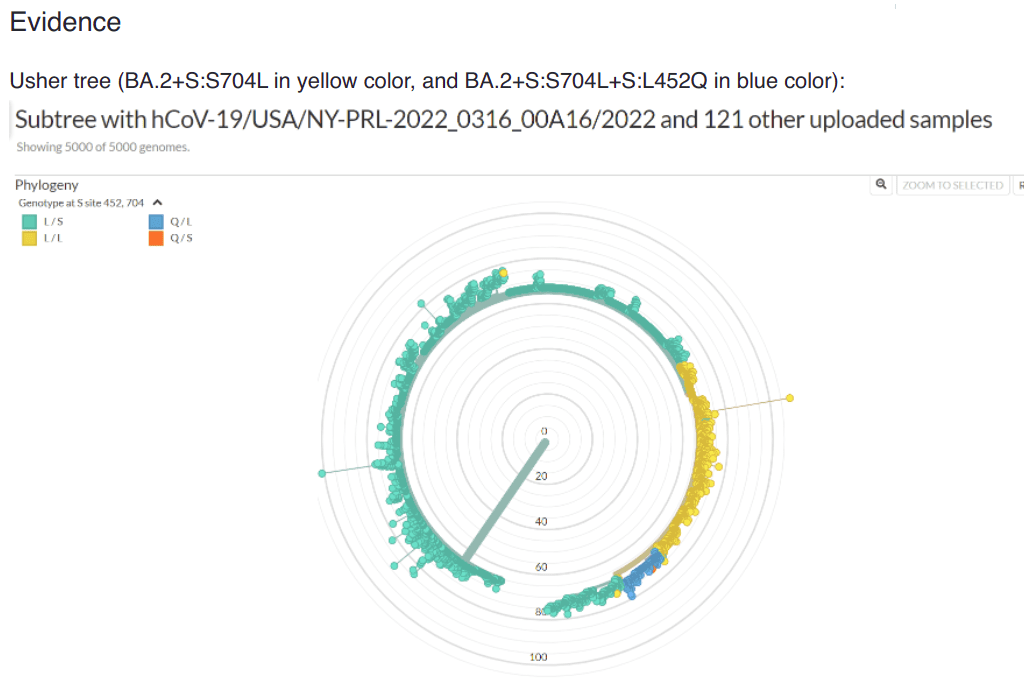 Evidence
Usher tree (BA.2+S:S704L in yellow color, and BA.2+S:S704L+S:L452Q in blue color):
Subtree with hCoV-19/USA/NY-PRL-2022_0316_00A16/2022 and 121 other uploaded samples
Showing 5000 of 5000 genomes.
Phylogeny
ZOOM TO SELECTED
R
Genotype at S site 452, 704
L/S
Q/L
L/L
Q/S
0
20
40
60
80
100